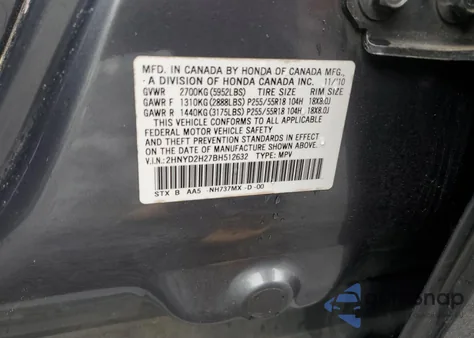 MFD. IN CANADA BY HONDA OF CANADA MFG.,
- A DIVISION OF HONDA CANADA INC. 11/'10
GVWR 2700KG (5952LBS) TIRE SIZE RIM SIZE
GAWR F 1310KG (2888LBS) P255/55R18 104H 18X8.0J
GAWR R 1440KG (3175LBS) P255/55R18 104H 18X8.0J
THIS VEHICLE CONFORMS TO ALL APPLICABLE
FEDERAL MOTOR VEHICLE SAFETY AND
THEFT PREVENTION STANDARDS IN EFFECT ON
THE DATE OF MANUFACTURE SHOWN ABOVE.
V.I.N.: 2HNYD2H27BH512632 TYPE: MPV
STX B AA5 -NH737MX -D -00